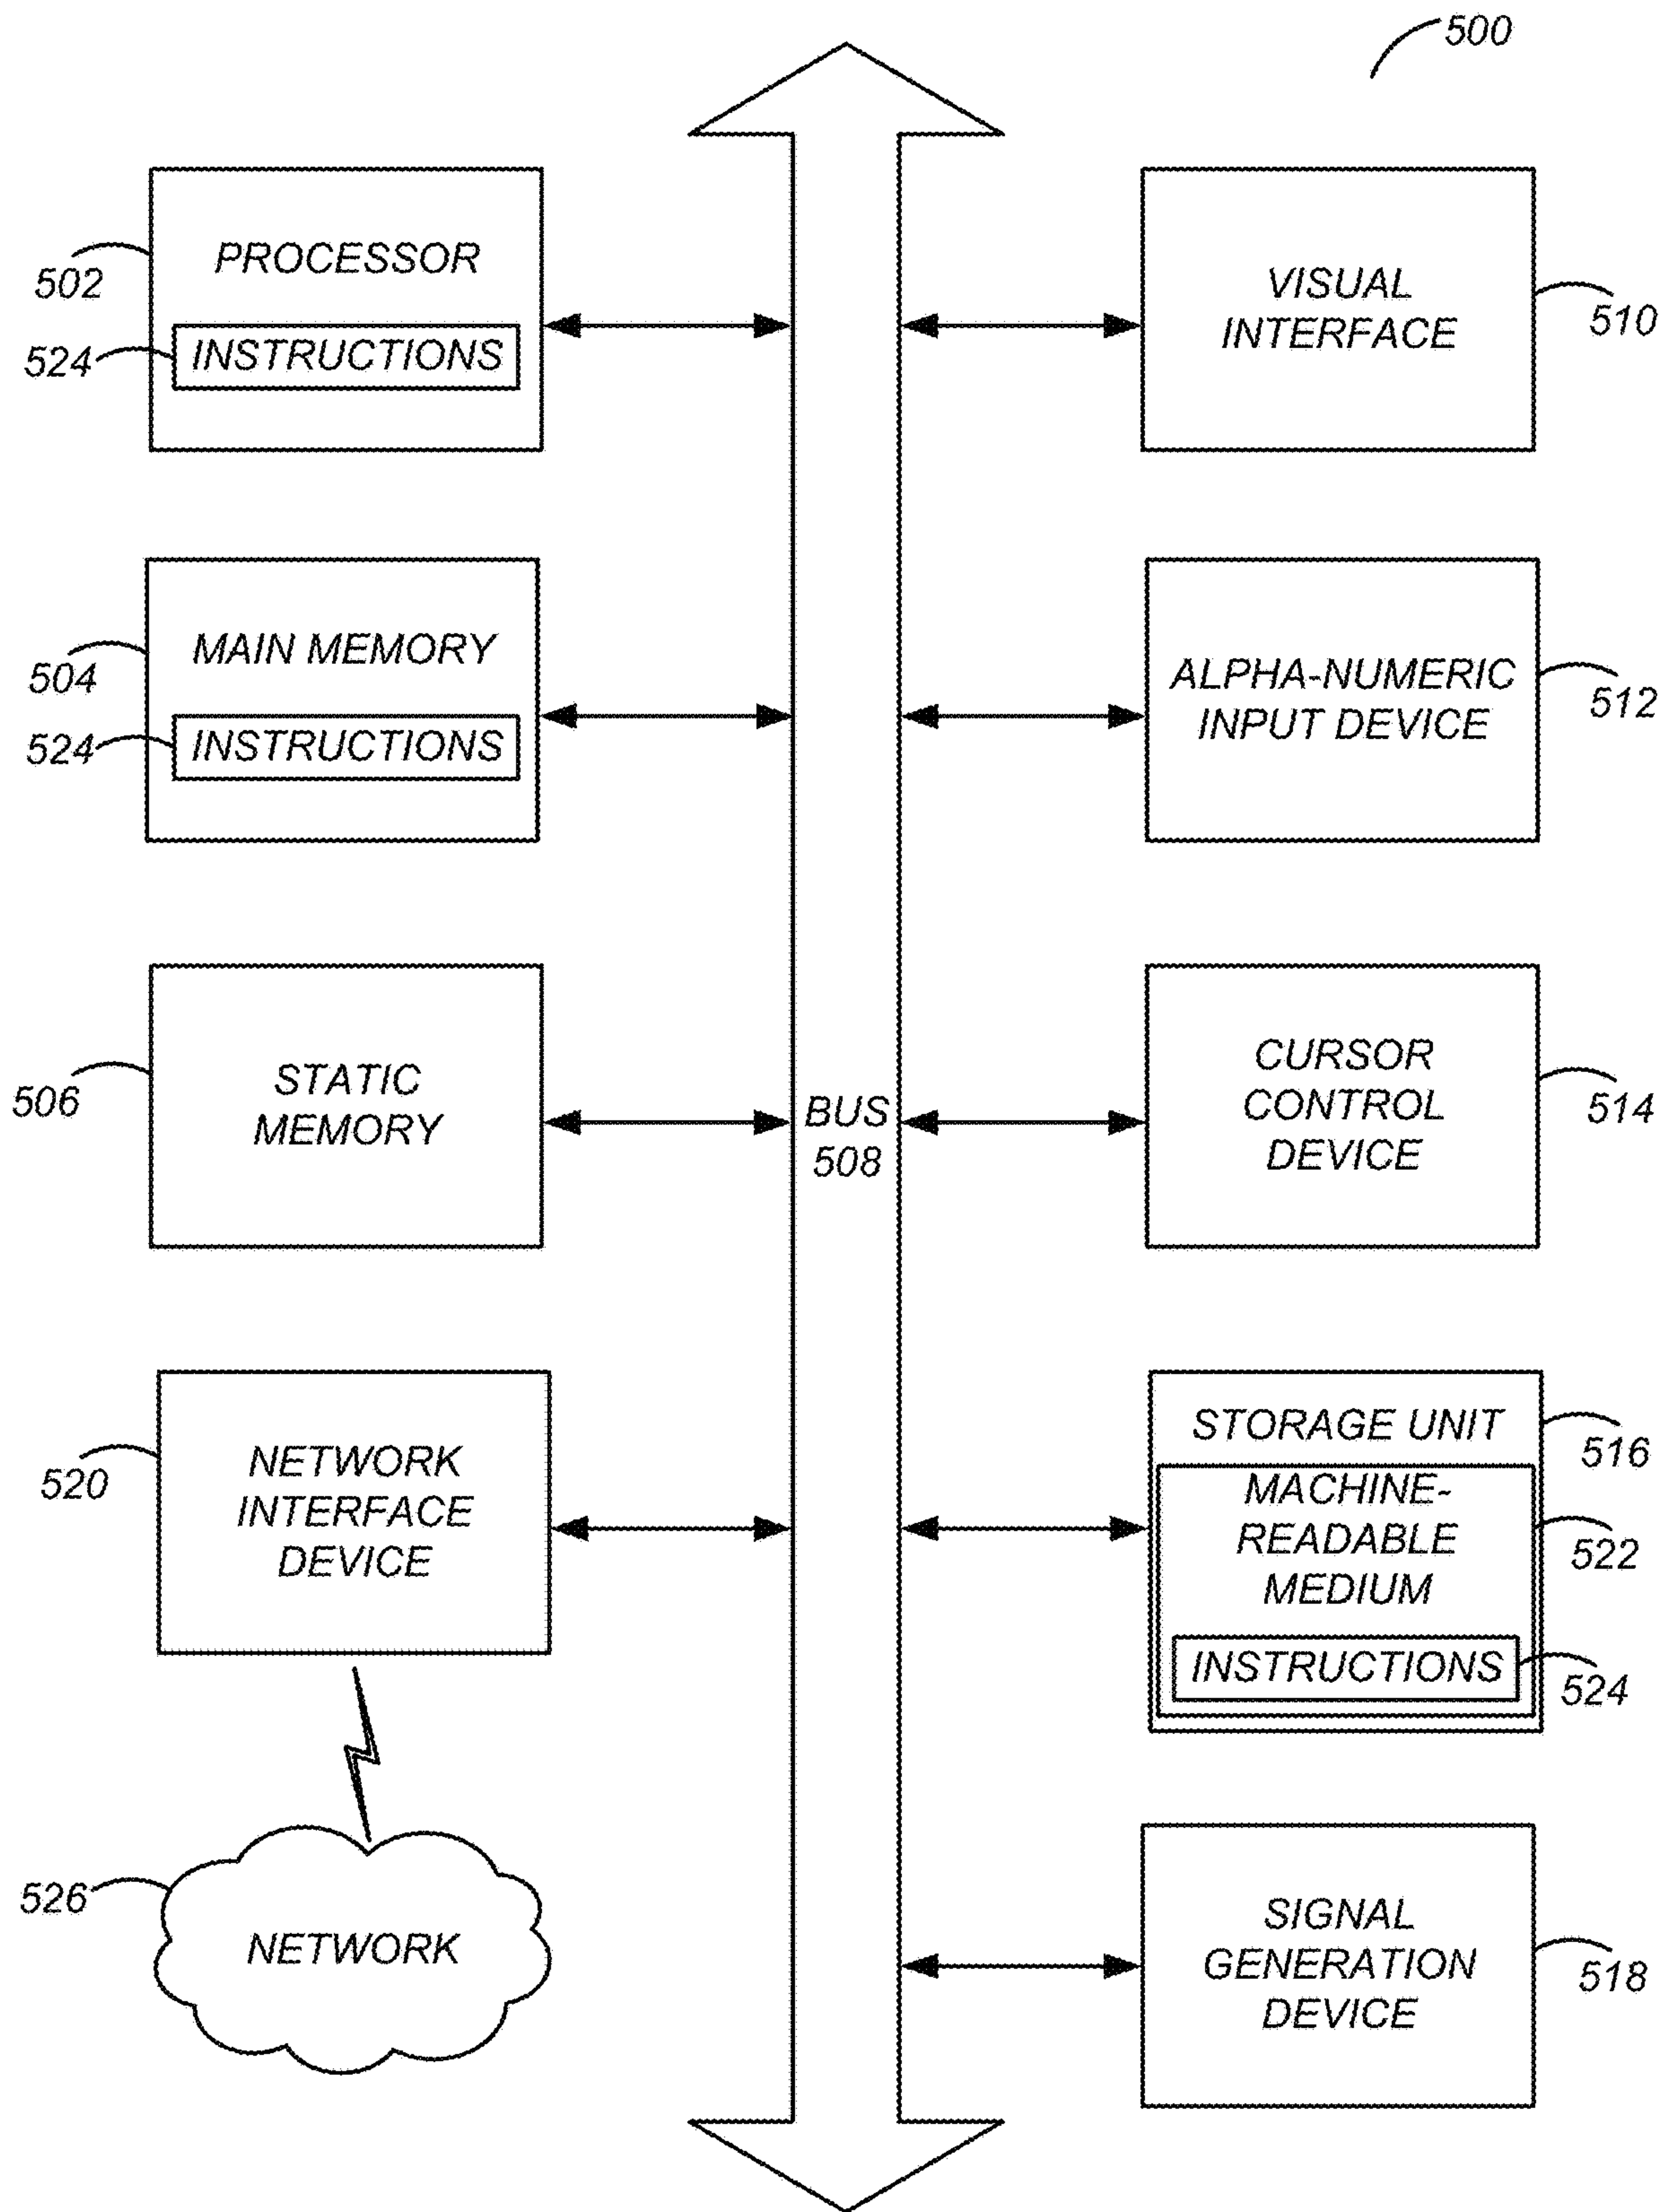 500
PROCESSOR
502
INSTRUCTIONS
524
VISUAL
INTERFACE
510
MAIN MEMORY
504
INSTRUCTIONS
524
ALPHA-NUMERIC
INPUT DEVICE
512
STATIC
MEMORY
506
BUS
508
CURSOR
CONTROL
DEVICE
514
NETWORK
INTERFACE
DEVICE
520
STORAGE UNIT
516
MACHINE-
READABLE
MEDIUM
522
INSTRUCTIONS
524
NETWORK
526
SIGNAL
GENERATION
DEVICE
518